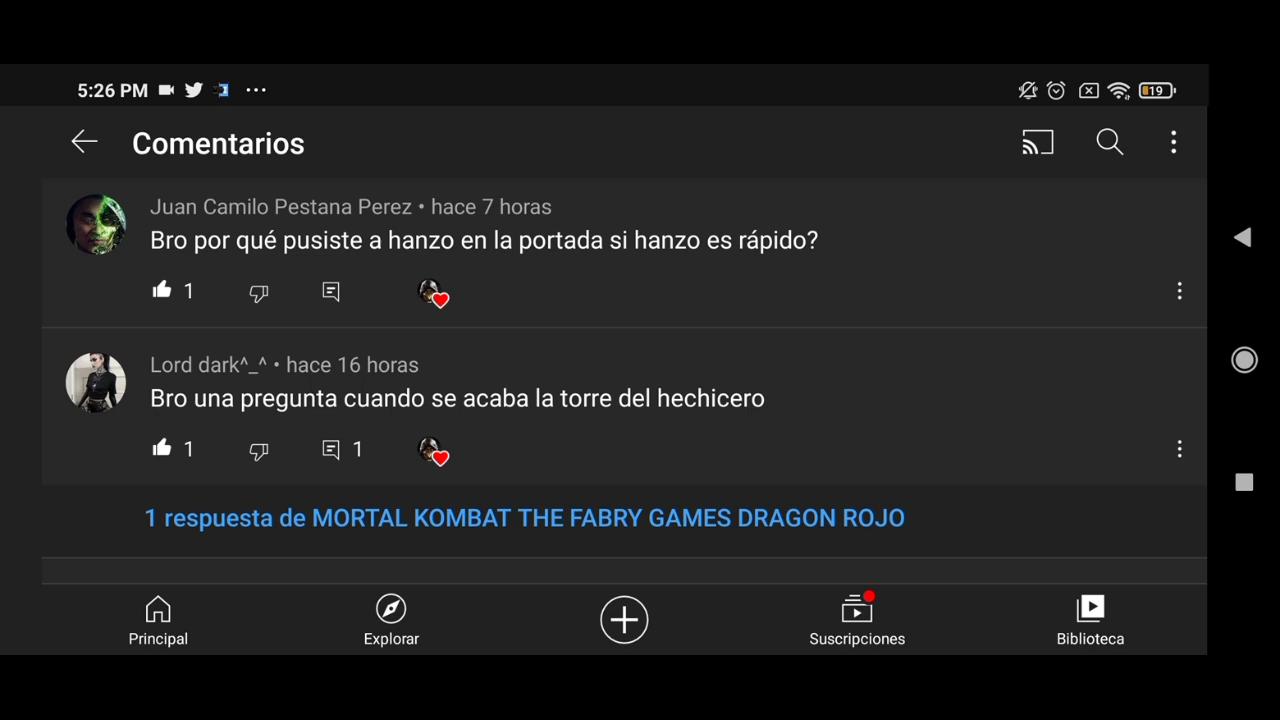 5:26 PM
19
Comentarios
Juan Camilo Pestana Perez • hace 7 horas
Bro por qué pusiste a hanzo en la portada si hanzo es rápido?
1
Lord dark^_^ • hace 16 horas
Bro una pregunta cuando se acaba la torre del hechicero
1 1
1 respuesta de MORTAL KOMBAT THE FABRY GAMES DRAGON ROJO
Principal Explorar Suscripciones Biblioteca